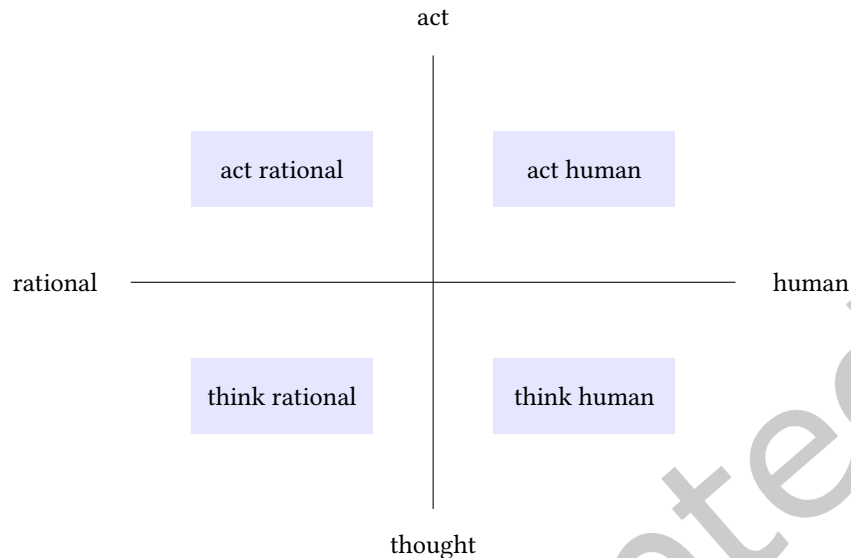 act
act rational
act human
rational
human
think rational
think human
thought